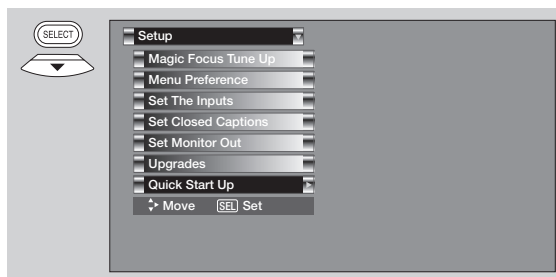 SELECT
Setup
Magic Focus Tune Up
Menu Preference
Set The Inputs
Set Closed Captions
Set Monitor Out
Upgrades
Quick Start Up
Move SEL Set